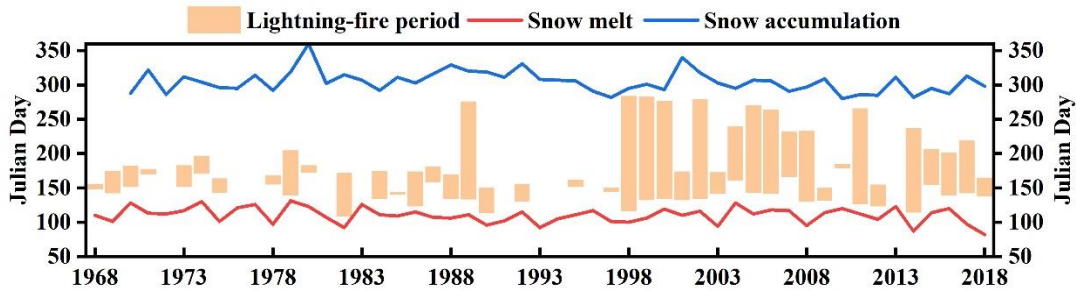 Lightning-fire period Snow melt Snow accumulation
350 350
300 300
250 250
200 200
150 150
100 100
50 50
Julian Day
Julian Day
1968 1973 1978 1983 1988 1993 1998 2003 2008 2013 2018